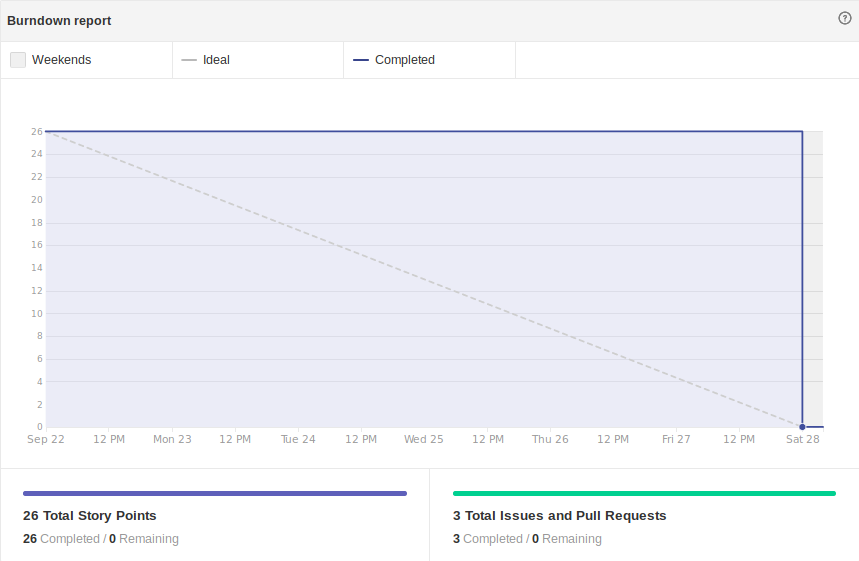 Burndown report
Weekends
Ideal
Completed
26
24
22
20
18
16
14
12
10
8
6
4
2
0
Sep 22 12 PM Mon 23 12 PM Tue 24 12 PM Wed 25 12 PM Thu 26 12 PM Fri 27 12 PM Sat 28
26 Total Story Points
26 Completed / 0 Remaining
3 Total Issues and Pull Requests
3 Completed / 0 Remaining